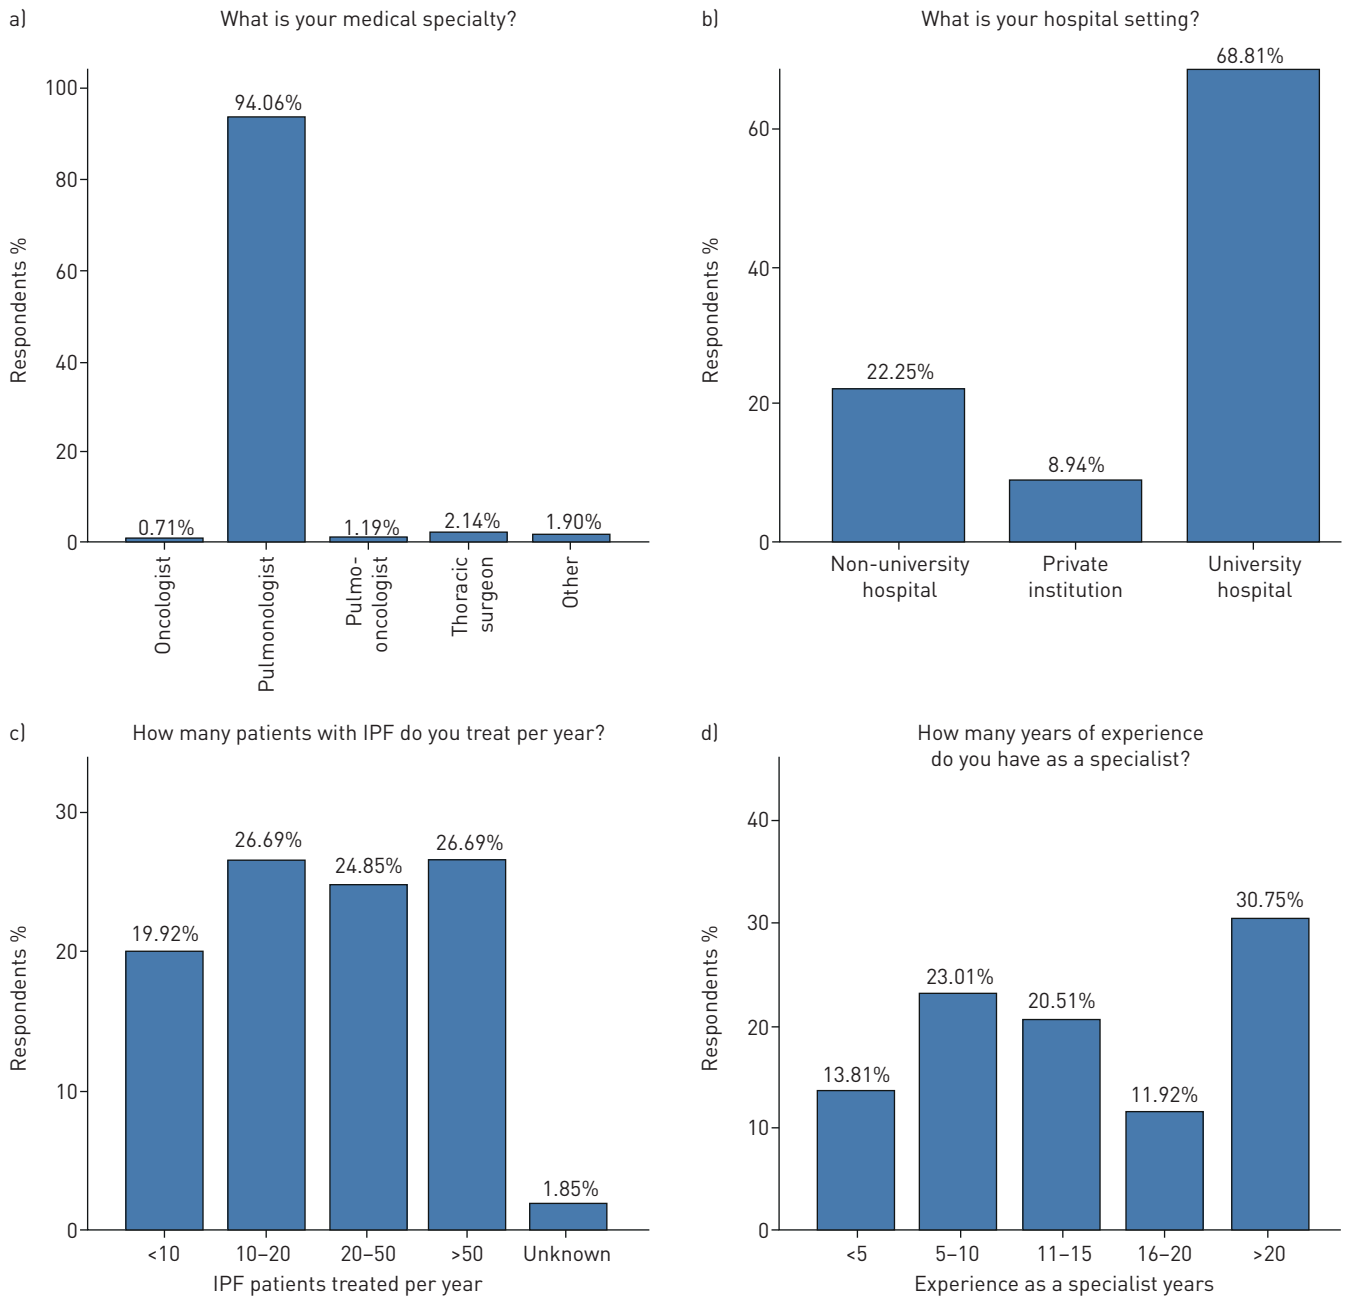 a)
What is your medical specialty?
Respondents %
100
80
60
40
20
0
0.71%
94.06%
1.19%
2.14%
1.90%
Oncologist
Pulmonologist
Pulmo-
oncologist
Thoracic
surgeon
Other
b)
What is your hospital setting?
Respondents %
60
40
20
0
22.25%
8.94%
68.81%
Non-university
hospital
Private
institution
University
hospital
c)
How many patients with IPF do you treat per year?
Respondents %
30
20
10
0
19.92%
26.69%
24.85%
26.69%
1.85%
<10
10–20
20–50
>50
Unknown
IPF patients treated per year
d)
How many years of experience
do you have as a specialist?
Respondents %
40
30
20
10
0
13.81%
23.01%
20.51%
11.92%
30.75%
<5
5–10
11–15
16–20
>20
Experience as a specialist years